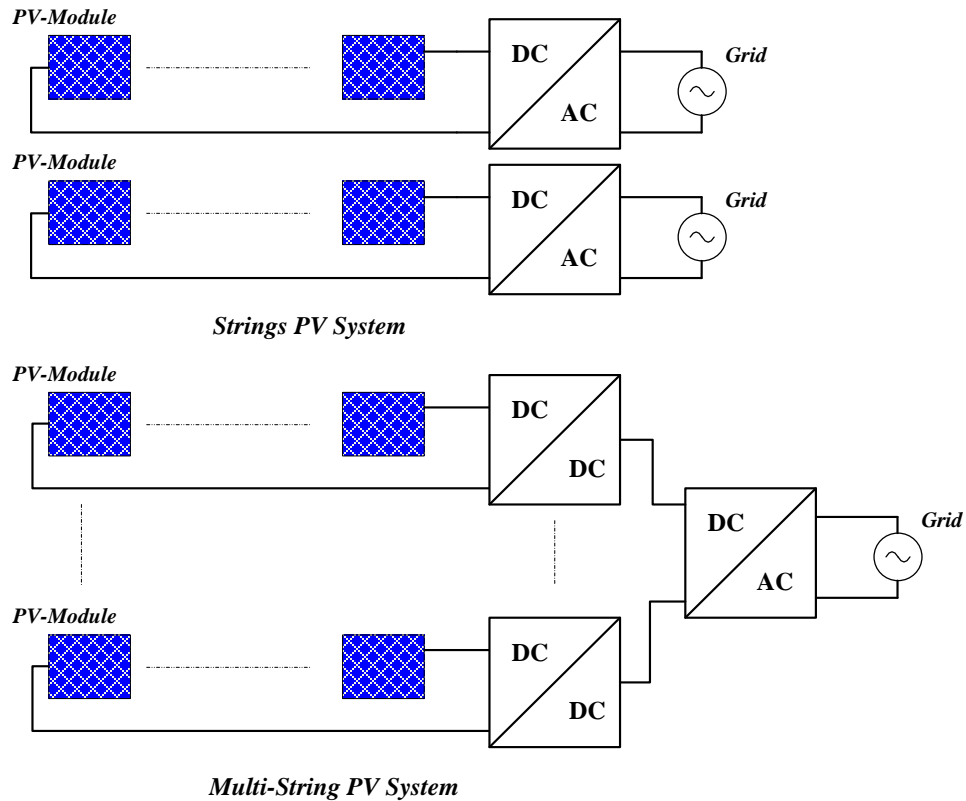 PV-Module
DC
AC
Grid
PV-Module
DC
AC
Grid
Strings PV System
PV-Module
DC
DC
DC
AC
Grid
PV-Module
DC
DC
Multi-String PV System